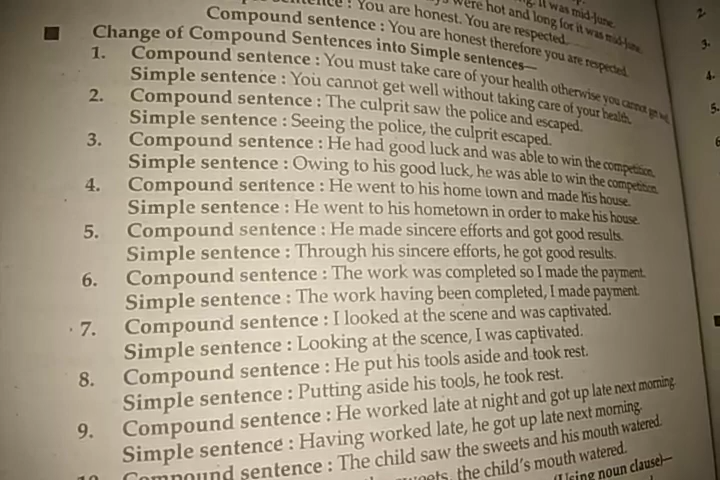 were hot and long for it was mid-June.
sentence : You are honest. You are respected.
Compound sentence : You are honest therefore you are respected.
■ Change of Compound Sentences into Simple sentences—
1. Compound sentence : You must take care of your health otherwise you cannot get well.
Simple sentence : You cannot get well without taking care of your health.
2. Compound sentence : The culprit saw the police and escaped.
Simple sentence : Seeing the police, the culprit escaped.
3. Compound sentence : He had good luck and was able to win the competition.
Simple sentence : Owing to his good luck, he was able to win the competition.
4. Compound sentence : He went to his home town and made his house.
Simple sentence : He went to his hometown in order to make his house.
5. Compound sentence : He made sincere efforts and got good results.
Simple sentence : Through his sincere efforts, he got good results.
6. Compound sentence : The work was completed so I made the payment.
Simple sentence : The work having been completed, I made payment.
7. Compound sentence : I looked at the scene and was captivated.
Simple sentence : Looking at the scence, I was captivated.
8. Compound sentence : He put his tools aside and took rest.
Simple sentence : Putting aside his tools, he took rest.
9. Compound sentence : He worked late at night and got up late next morning.
Simple sentence : Having worked late, he got up late next morning.
10. Compound sentence : The child saw the sweets and his mouth watered.
sweets, the child's mouth watered.
(Using noun clause)—
2.
3.
4.
5.
6